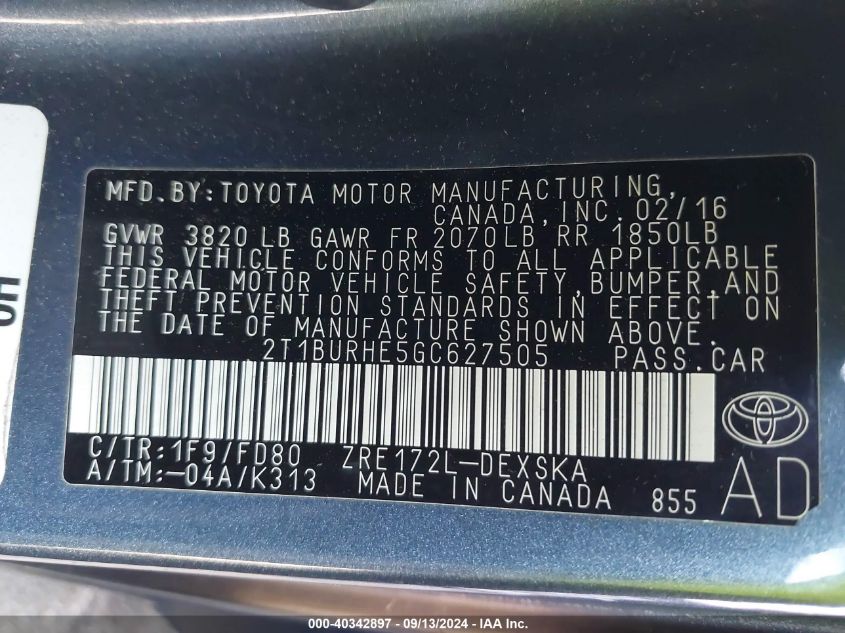 MFD.BY:TOYOTA MOTOR MANUFACTURING,
CANADA,INC.02/16
GVWR 3820 LB GAWR FR 2070LB RR 1850LB
THIS VEHICLE CONFORMS TO ALL APPLICABLE
FEDERAL MOTOR VEHICLE SAFETY,BUMPER,AND
THEFT PREVENTION STANDARDS IN EFFECT ON
THE DATE OF MANUFACTURE SHOWN ABOVE.
2T1BURHE5GC627505 PASS.CAR
C/TR:1F9/FD80 ZRE172L-DEXSKA
A/TM:-04A/K313 MADE IN CANADA 855 AD
000-40342897 - 09/13/2024 - IAA Inc.